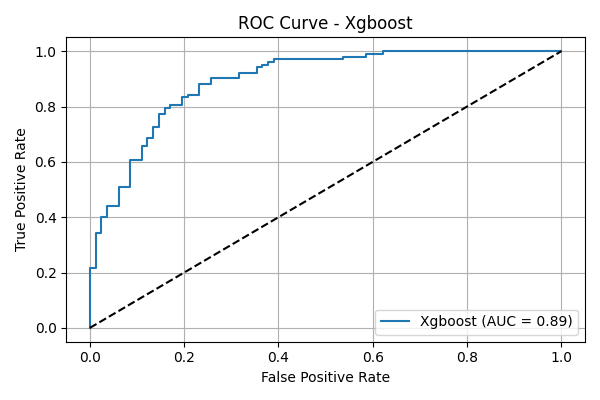 ROC Curve - Xgboost
True Positive Rate
1.0
0.8
0.6
0.4
0.2
0.0
Xgboost (AUC = 0.89)
0.0 0.2 0.4 0.6 0.8 1.0
False Positive Rate